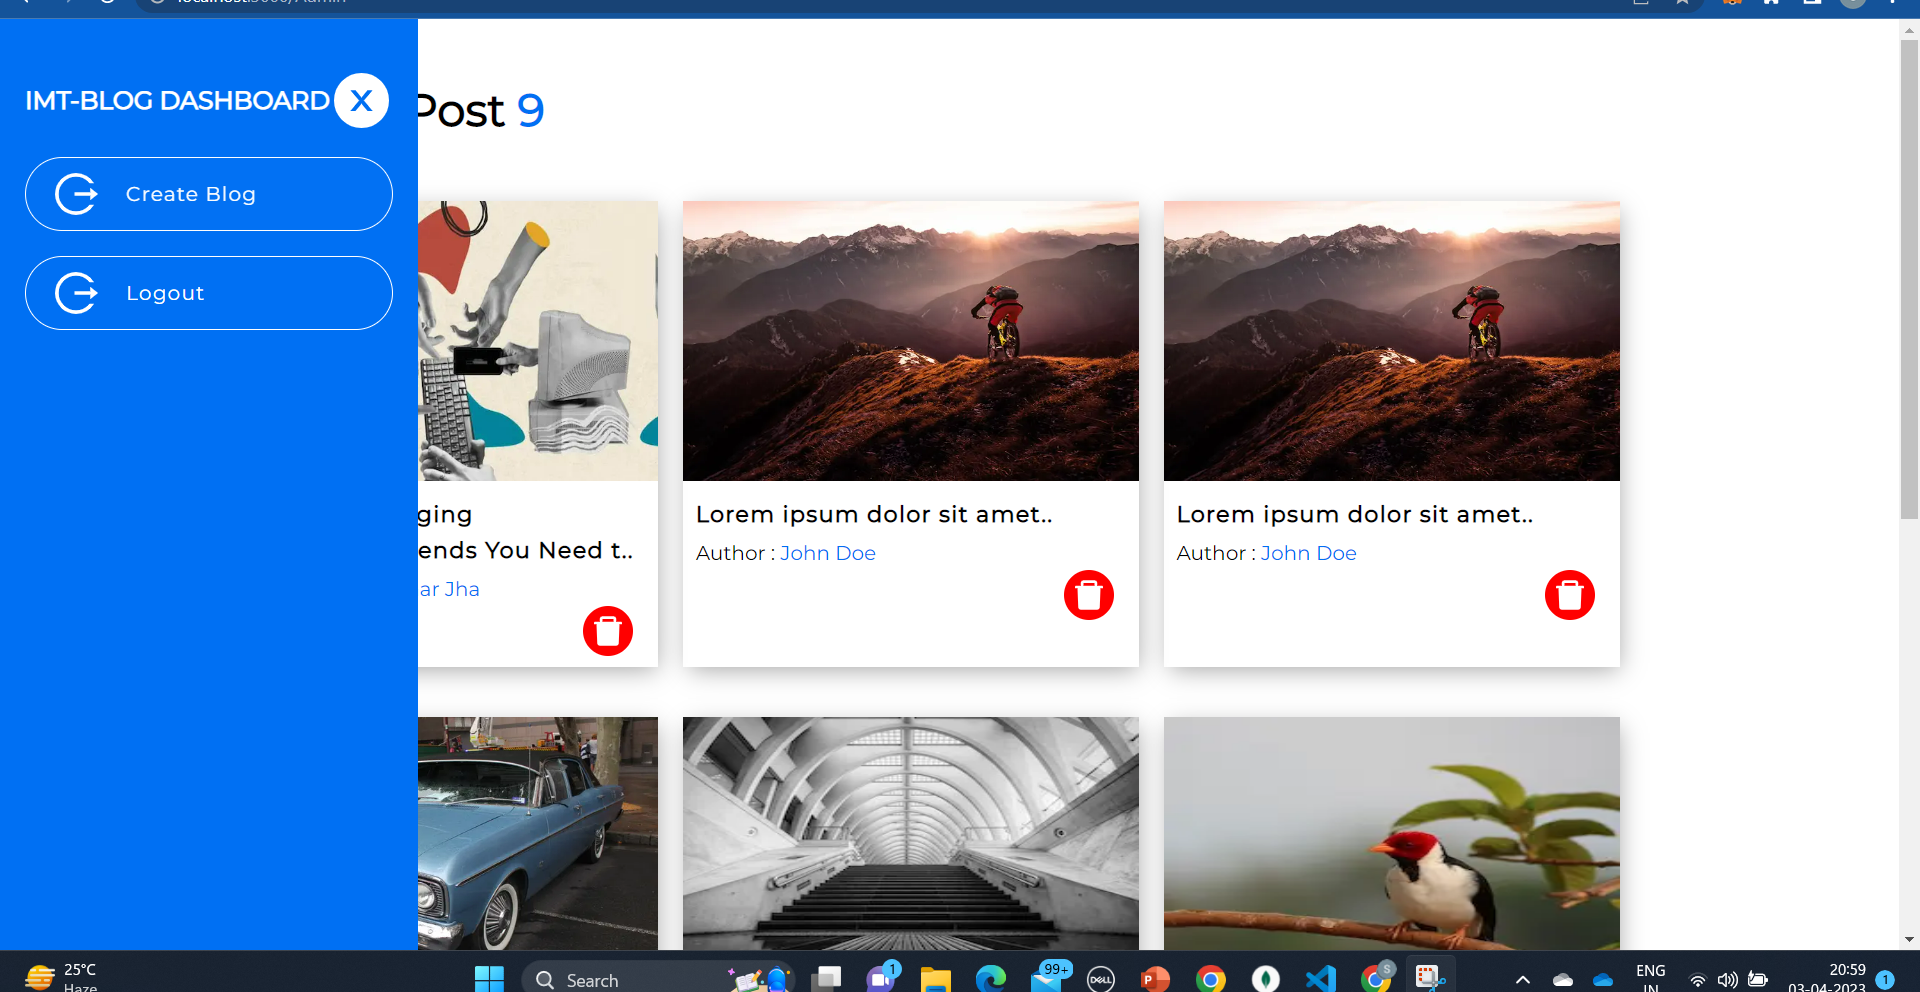 IMT-BLOG DASHBOARD X
Create Blog
Logout
Post 9
ging
ends You Need t..
ar Jha
Lorem ipsum dolor sit amet..
Author : John Doe
Lorem ipsum dolor sit amet..
Author : John Doe
25°C
Haze
Search
1
99+
DELL
S
ENG
IN
20:59
03-04-2023
1